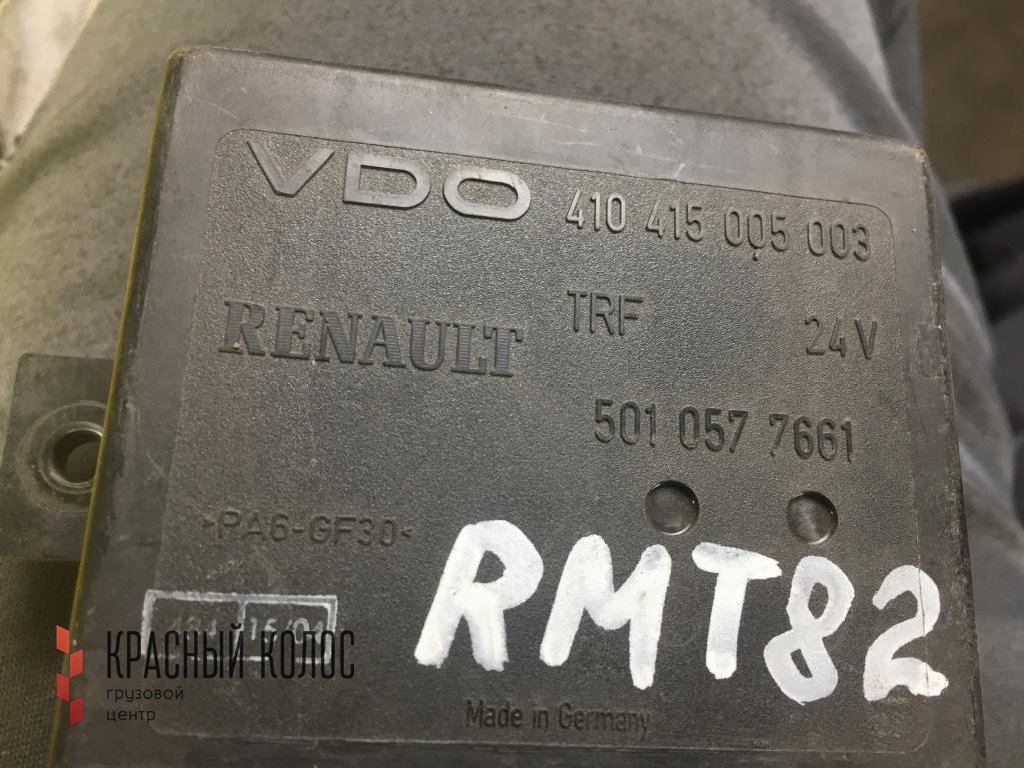 VDO 410 415 005 003
RENAULT TRF 24V
501 057 7661
>PA6-GF30<
RMT82
КРАСНЫЙ КОЛОС
грузовой
центр
Made in Germany